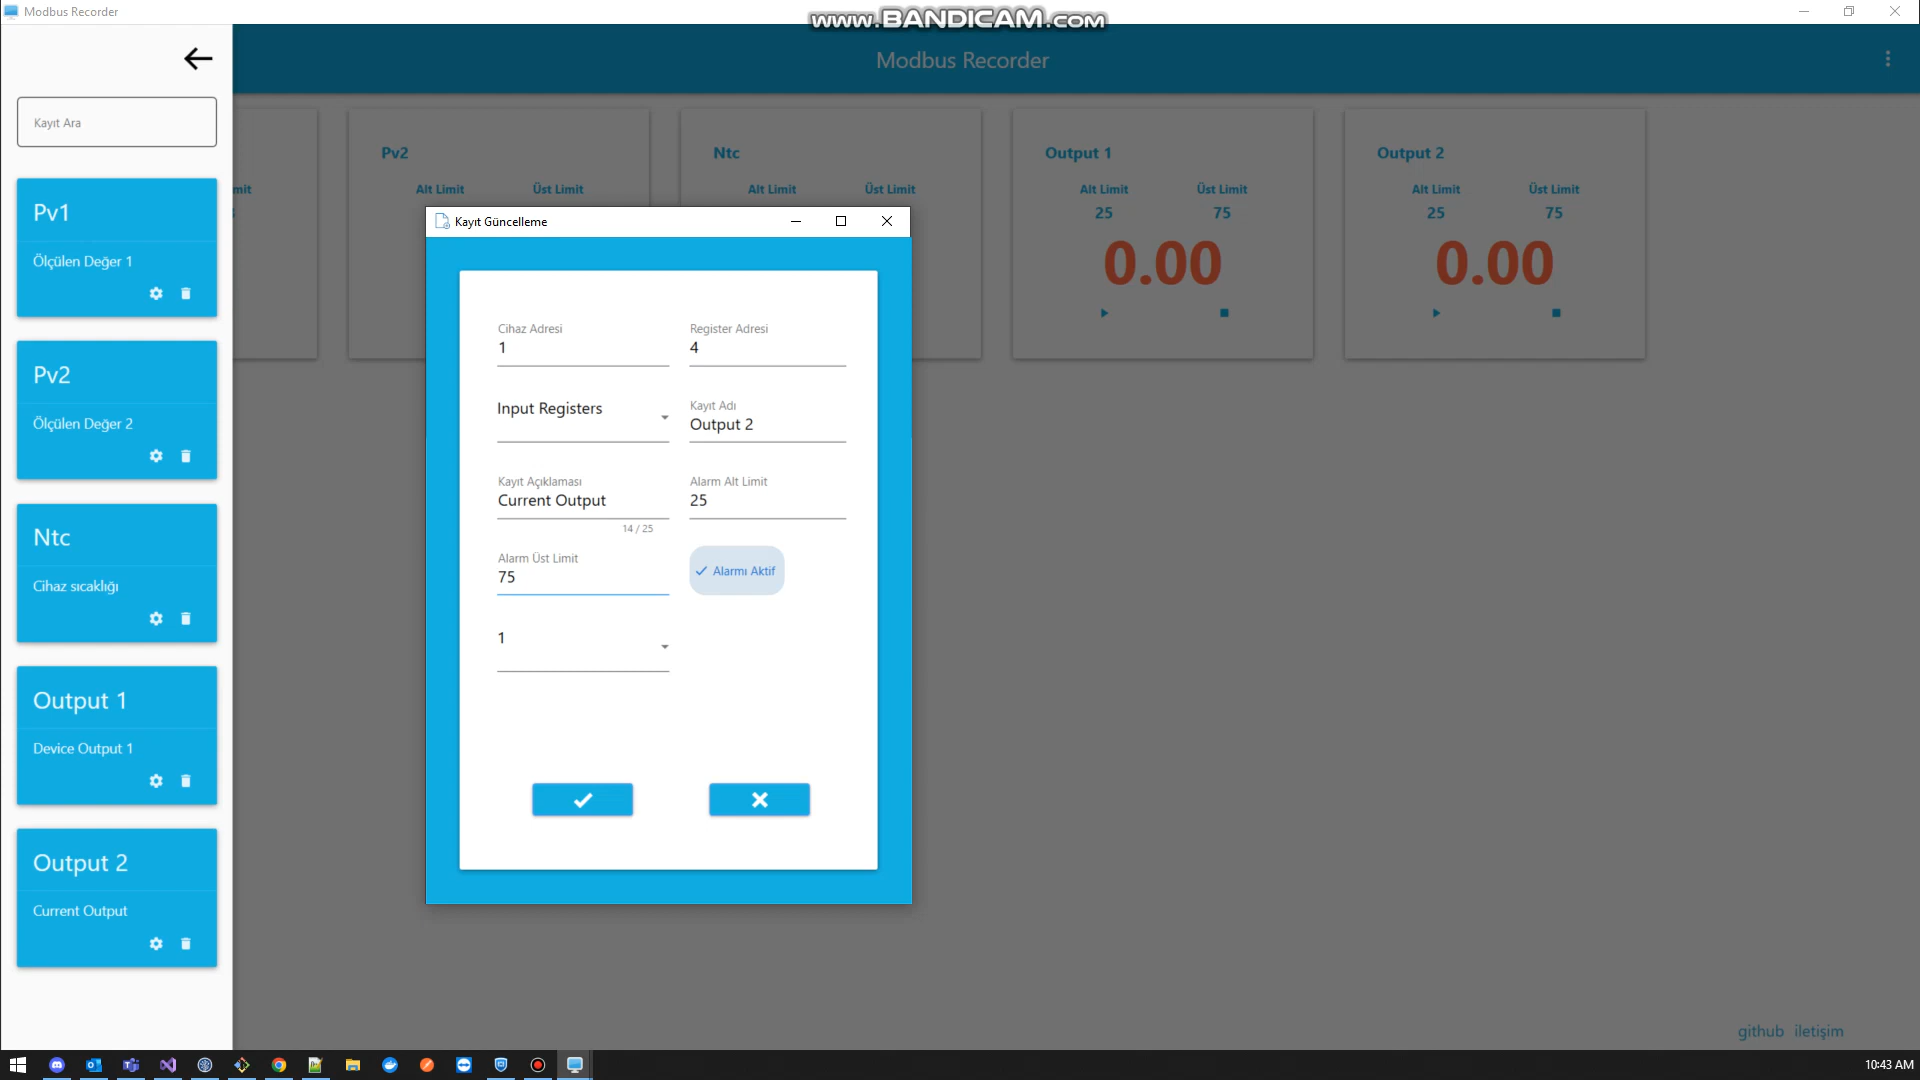 Modbus Recorder
www.BANDICAM.com
Modbus Recorder
Kayıt Ara
Pv1
Ölçülen Değer 1
Pv2
Ölçülen Değer 2
Ntc
Cihaz sıcaklığı
Output 1
Device Output 1
Output 2
Current Output
mit
Pv2
Alt Limit Üst Limit
Ntc
Alt Limit Üst Limit
Output 1
Alt Limit Üst Limit
25 75
0.00
Output 2
Alt Limit Üst Limit
25 75
0.00
Kayıt Güncelleme
Cihaz Adresi Register Adresi
1 4
Input Registers
Kayıt Adı
Output 2
Kayıt Açıklaması Alarm Alt Limit
Current Output 25
14 / 25
Alarm Üst Limit
75
Alarmı Aktif
1
github iletişim
10:43 AM